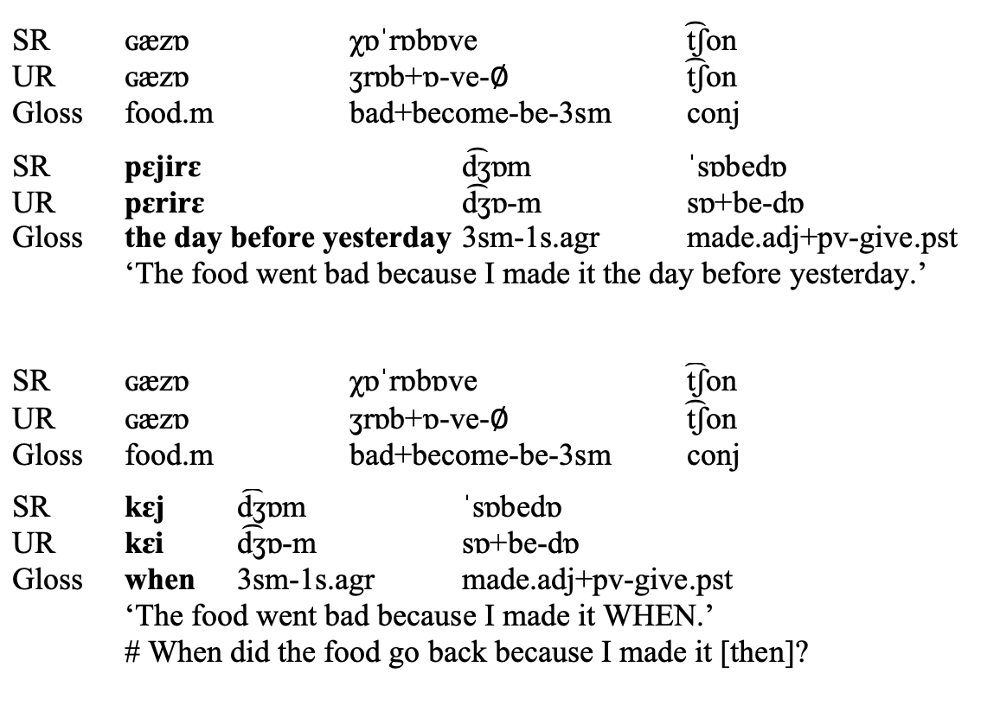 SR ɢæzɒ χɒˈrɒbɒve t͡ʃon
UR ɢæzɒ ʒrɒb+ɒ-ve-Ø t͡ʃon
Gloss food.m bad+become-be-3sm conj
SR pɛjirɛ d͡ʒɒm ˈsɒbedɒ
UR pɛrirɛ d͡ʒɒ-m sɒ+be-dɒ
Gloss the day before yesterday 3sm-1s.agr made.adj+pv-give.pst
‘The food went bad because I made it the day before yesterday.’
SR ɢæzɒ χɒˈrɒbɒve t͡ʃon
UR ɢæzɒ ʒrɒb+ɒ-ve-Ø t͡ʃon
Gloss food.m bad+become-be-3sm conj
SR kɛj d͡ʒɒm ˈsɒbedɒ
UR kɛi d͡ʒɒ-m sɒ+be-dɒ
Gloss when 3sm-1s.agr made.adj+pv-give.pst
‘The food went bad because I made it WHEN.’
# When did the food go back because I made it [then]?